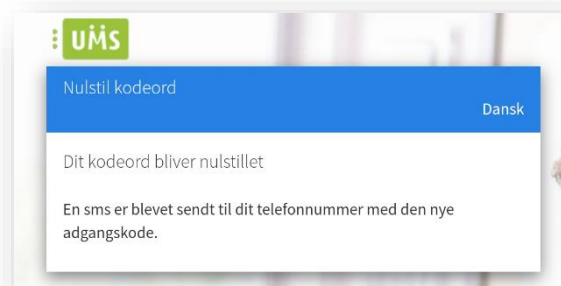 UMS
Nulstil kodeord
Dansk
Dit kodeord bliver nulstillet
En sms er blevet sendt til dit telefonnummer med den nye
adgangskode.